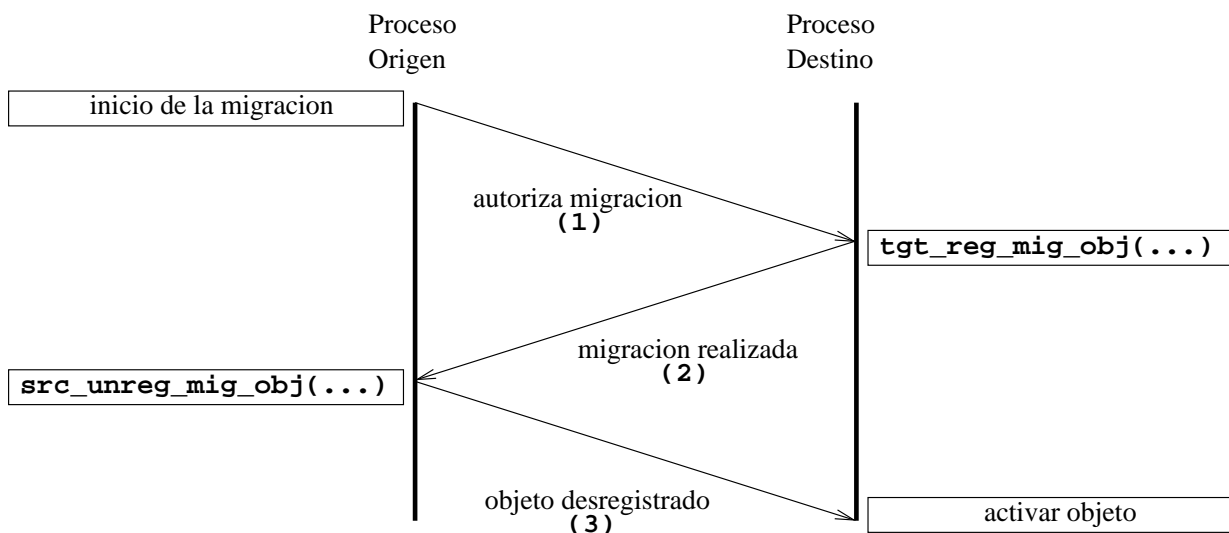 Proceso
Origen
Proceso
Destino
inicio de la migracion
autoriza migracion
(1)
tgt_reg_mig_obj(...)
migracion realizada
(2)
src_unreg_mig_obj(...)
objeto desregistrado
(3)
activar objeto